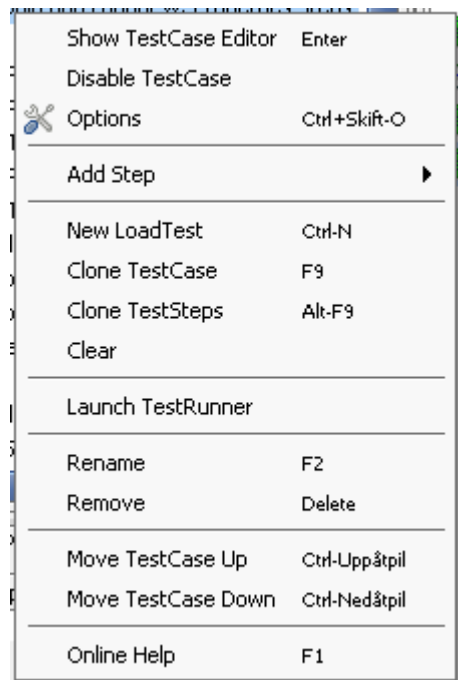 Show TestCase Editor Enter
Disable TestCase
Options Ctrl+Skift-O
Add Step
New LoadTest Ctrl-N
Clone TestCase F9
Clone TestSteps Alt-F9
Clear
Launch TestRunner
Rename F2
Remove Delete
Move TestCase Up Ctrl-Uppåtpil
Move TestCase Down Ctrl-Nedåtpil
Online Help F1